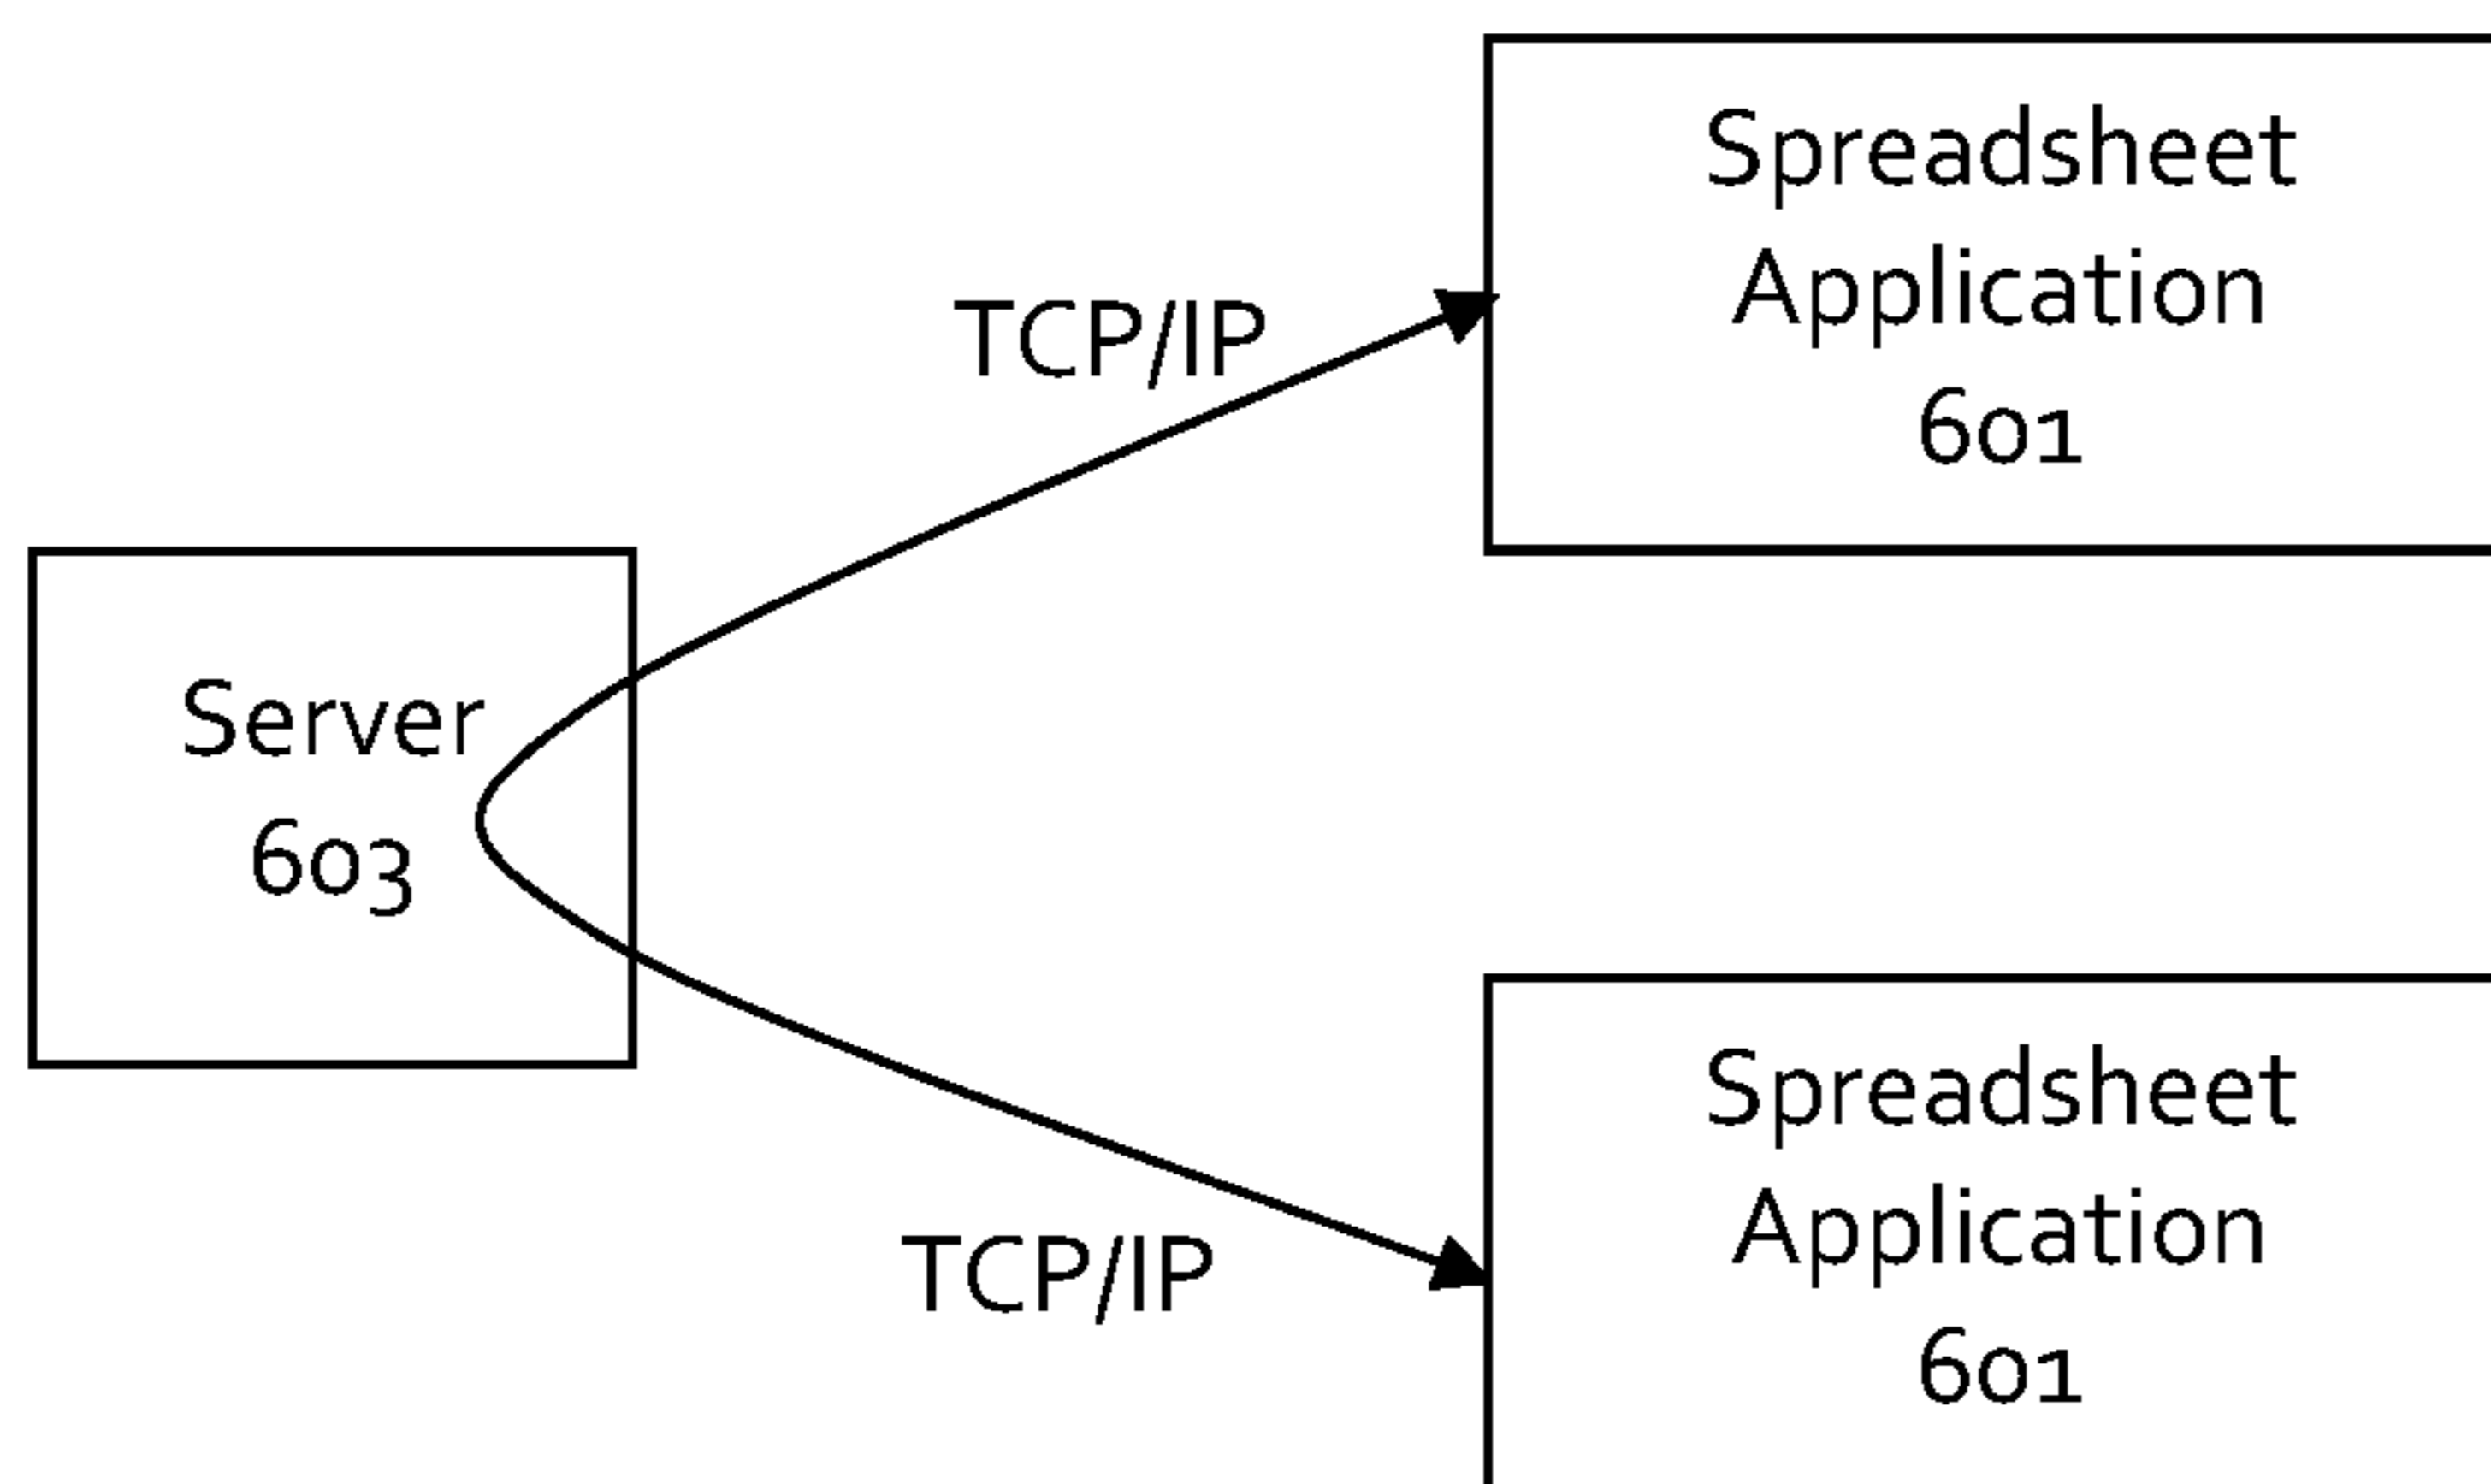 Spreadsheet
Application
601
TCP/IP
Server
603
TCP/IP
Spreadsheet
Application
601